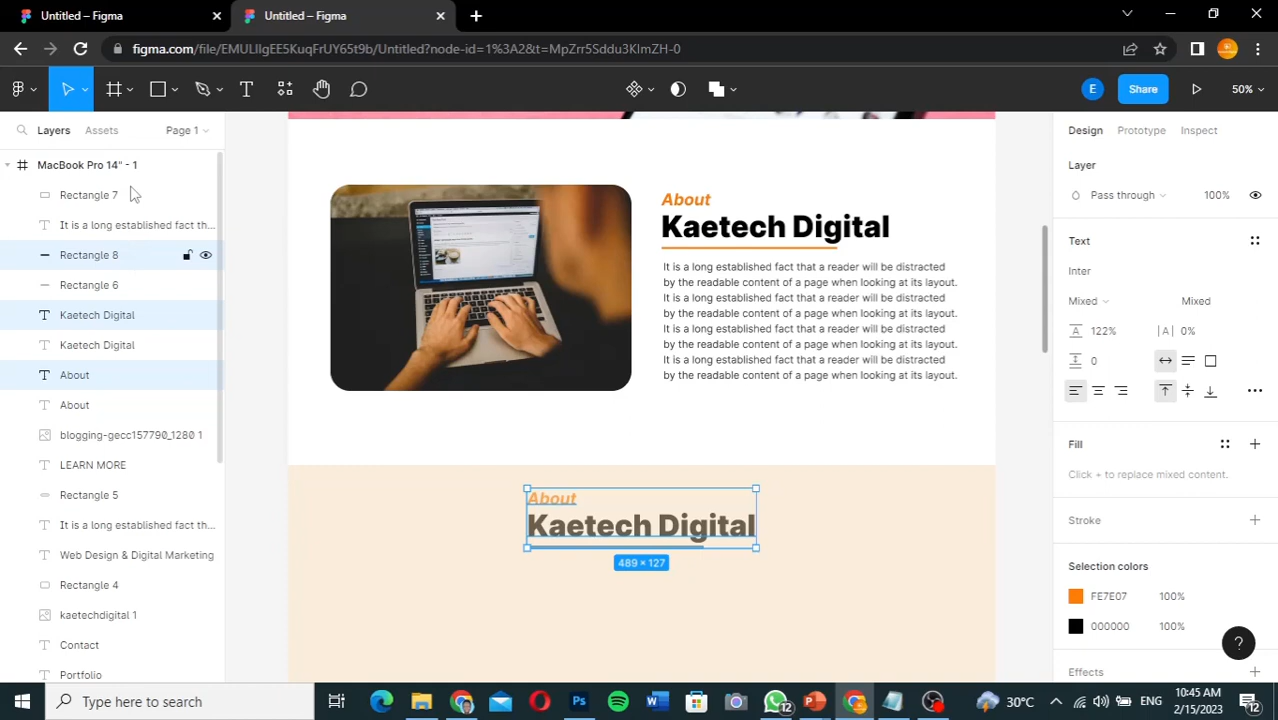 Untitled – Figma
Untitled – Figma
figma.com/file/EMULIlgEE5KuqFrUY65t9b/Untitled?node-id=1%3A2&t=MpZrr5Sddu3KlmZH-0
E
Share
50%
Layers
Assets
Page 1
MacBook Pro 14" - 1
Rectangle 7
It is a long established fact th...
Rectangle 8
Rectangle 6
Kaetech Digital
Kaetech Digital
About
About
blogging-gecc157790_1280 1
LEARN MORE
Rectangle 5
It is a long established fact th...
Web Design & Digital Marketing
Rectangle 4
kaetechdigital 1
Contact
Portfolio
About
Kaetech Digital
It is a long established fact that a reader will be distracted
by the readable content of a page when looking at its layout.
It is a long established fact that a reader will be distracted
by the readable content of a page when looking at its layout.
It is a long established fact that a reader will be distracted
by the readable content of a page when looking at its layout.
It is a long established fact that a reader will be distracted
by the readable content of a page when looking at its layout.
About
Kaetech Digital
489 × 127
Design
Prototype
Inspect
Layer
Pass through
100%
Text
Inter
Mixed
Mixed
A
122%
|A|
0%
0
Fill
Click + to replace mixed content.
Stroke
Selection colors
FE7E07
100%
000000
100%
Effects
?
Type here to search
12
30°C
ENG
10:45 AM
2/15/2023
12